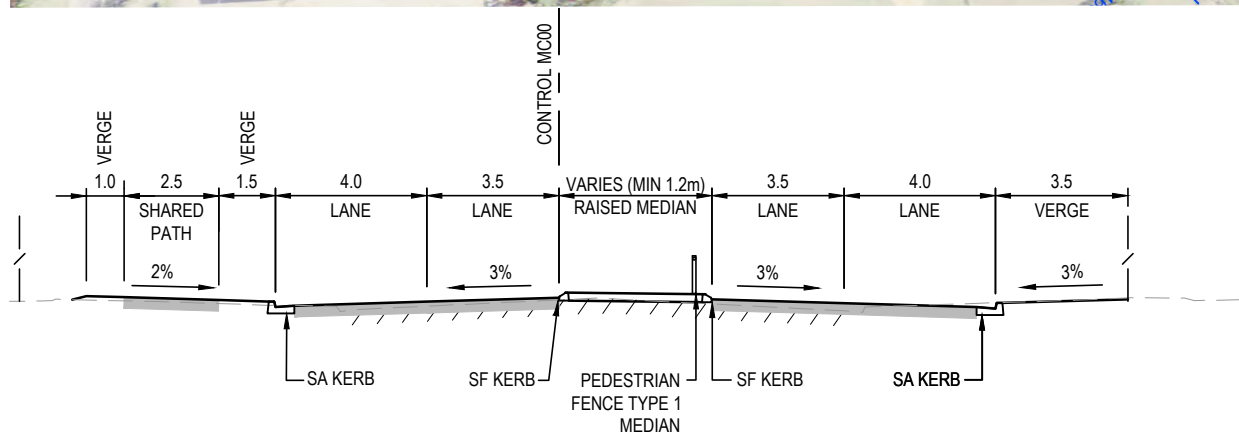 CONTROL MC00
VERGE
VERGE
1.0
2.5
1.5
4.0
3.5
VARIES (MIN 1.2m)
3.5
4.0
3.5
SHARED
PATH
LANE
LANE
RAISED MEDIAN
LANE
LANE
VERGE
2%
3%
3%
3%
SA KERB
SF KERB
PEDESTRIAN
FENCE TYPE 1
MEDIAN
SF KERB
SA KERB